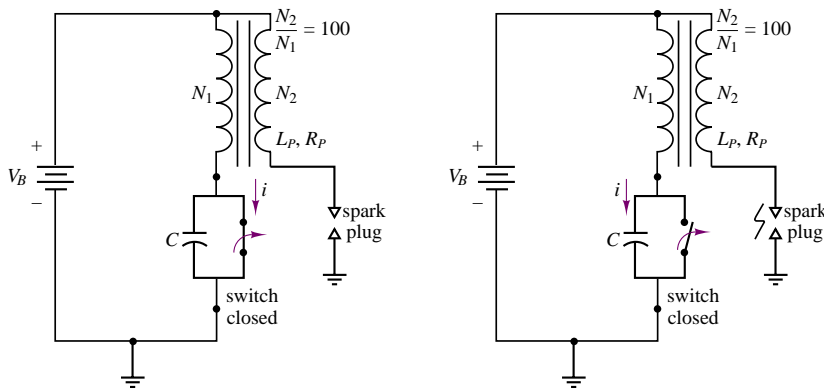 N2/N1 = 100
N1
N2
LP, RP
+
VB
−
i
C
spark
plug
switch
closed
N2/N1 = 100
N1
N2
LP, RP
+
VB
−
i
C
spark
plug
switch
closed